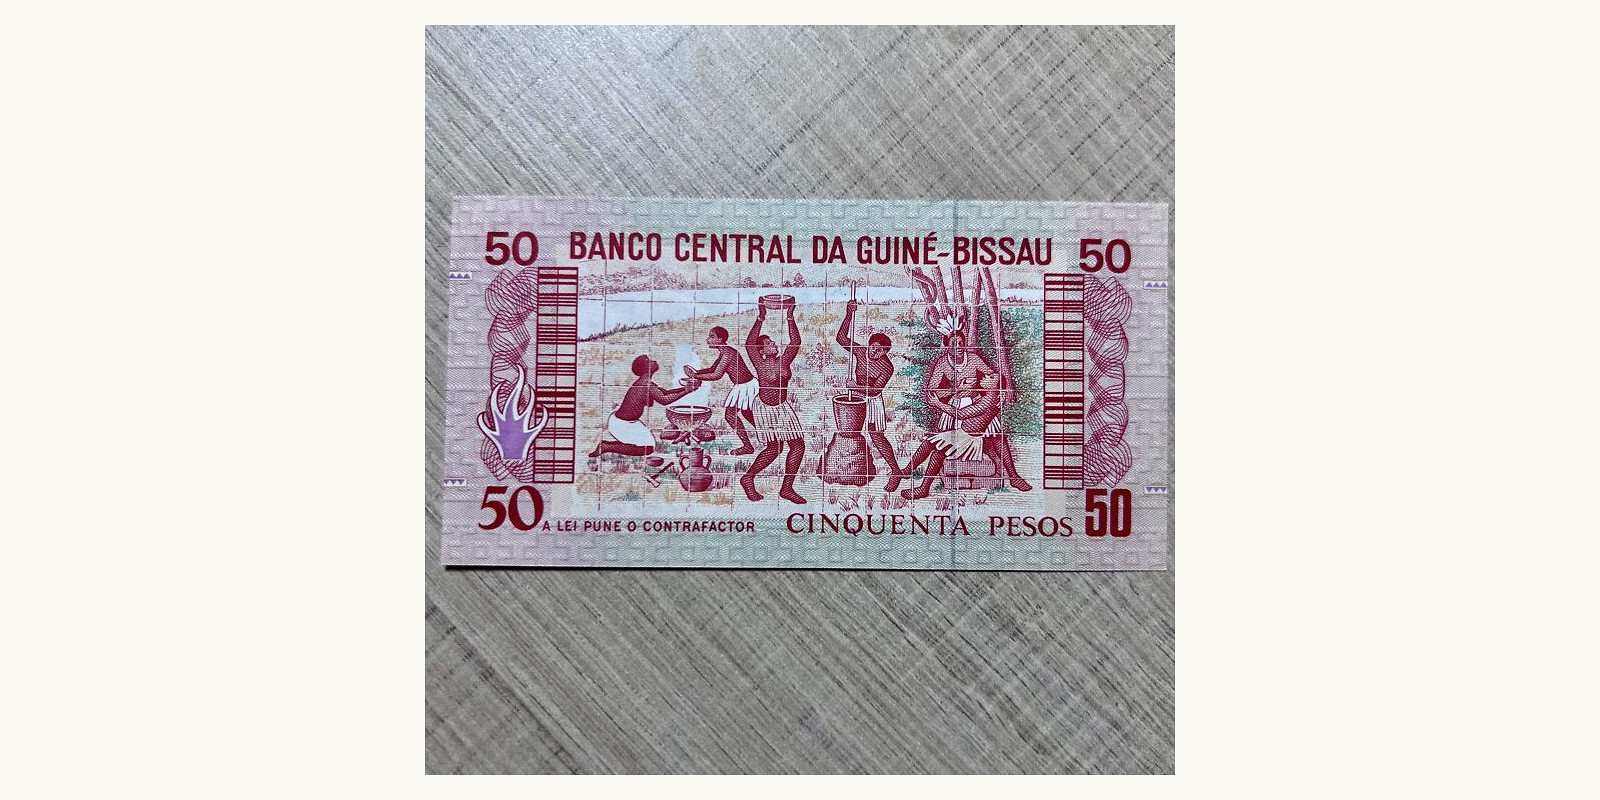 50 BANCO CENTRAL DA GUINÉ-BISSAU 50
50 A LEI PUNE O CONTRAFACTOR CINQUENTA PESOS 50